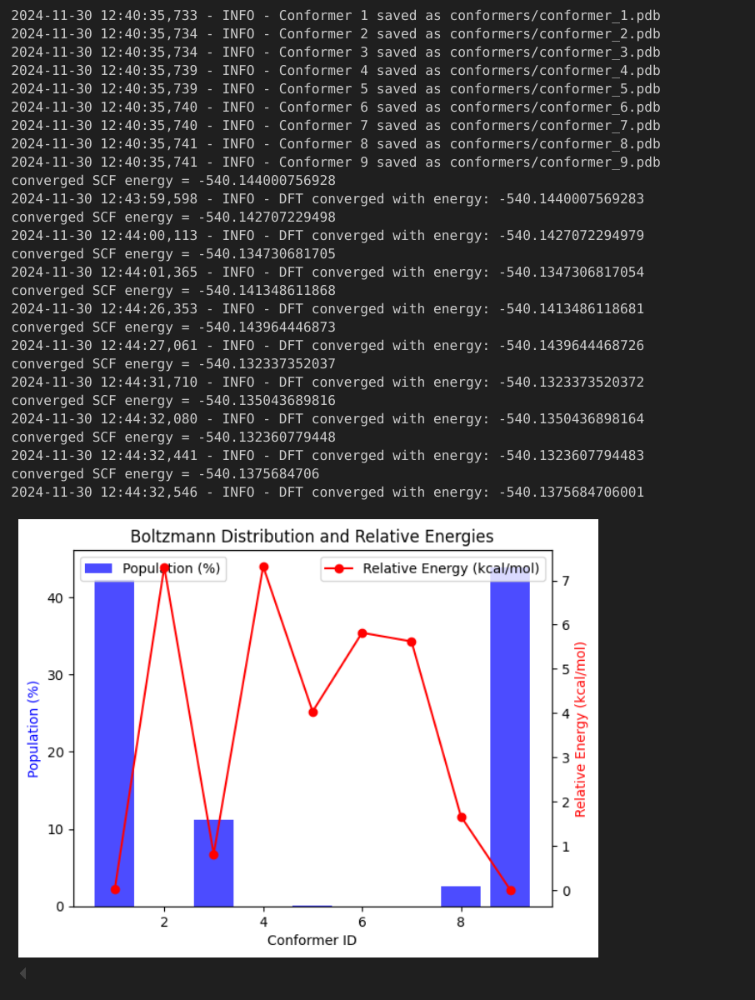 2024-11-30 12:40:35,733 - INFO - Conformer 1 saved as conformers/conformer_1.pdb
2024-11-30 12:40:35,734 - INFO - Conformer 2 saved as conformers/conformer_2.pdb
2024-11-30 12:40:35,734 - INFO - Conformer 3 saved as conformers/conformer_3.pdb
2024-11-30 12:40:35,739 - INFO - Conformer 4 saved as conformers/conformer_4.pdb
2024-11-30 12:40:35,739 - INFO - Conformer 5 saved as conformers/conformer_5.pdb
2024-11-30 12:40:35,740 - INFO - Conformer 6 saved as conformers/conformer_6.pdb
2024-11-30 12:40:35,740 - INFO - Conformer 7 saved as conformers/conformer_7.pdb
2024-11-30 12:40:35,741 - INFO - Conformer 8 saved as conformers/conformer_8.pdb
2024-11-30 12:40:35,741 - INFO - Conformer 9 saved as conformers/conformer_9.pdb
converged SCF energy = -540.144000756928
2024-11-30 12:43:59,598 - INFO - DFT converged with energy: -540.1440007569283
converged SCF energy = -540.142707229498
2024-11-30 12:44:00,113 - INFO - DFT converged with energy: -540.1427072294979
converged SCF energy = -540.134730681705
2024-11-30 12:44:01,365 - INFO - DFT converged with energy: -540.1347306817054
converged SCF energy = -540.141348611868
2024-11-30 12:44:26,353 - INFO - DFT converged with energy: -540.1413486118681
converged SCF energy = -540.143964446873
2024-11-30 12:44:27,061 - INFO - DFT converged with energy: -540.1439644468726
converged SCF energy = -540.132337352037
2024-11-30 12:44:31,710 - INFO - DFT converged with energy: -540.1323373520372
converged SCF energy = -540.135043689816
2024-11-30 12:44:32,080 - INFO - DFT converged with energy: -540.1350436898164
converged SCF energy = -540.132360779448
2024-11-30 12:44:32,441 - INFO - DFT converged with energy: -540.1323607794483
converged SCF energy = -540.1375684706
2024-11-30 12:44:32,546 - INFO - DFT converged with energy: -540.1375684706001
Boltzmann Distribution and Relative Energies
Population (%)
Relative Energy (kcal/mol)
40
30
20
10
0
Population (%)
7
6
5
4
3
2
1
0
Relative Energy (kcal/mol)
2
4
6
8
Conformer ID